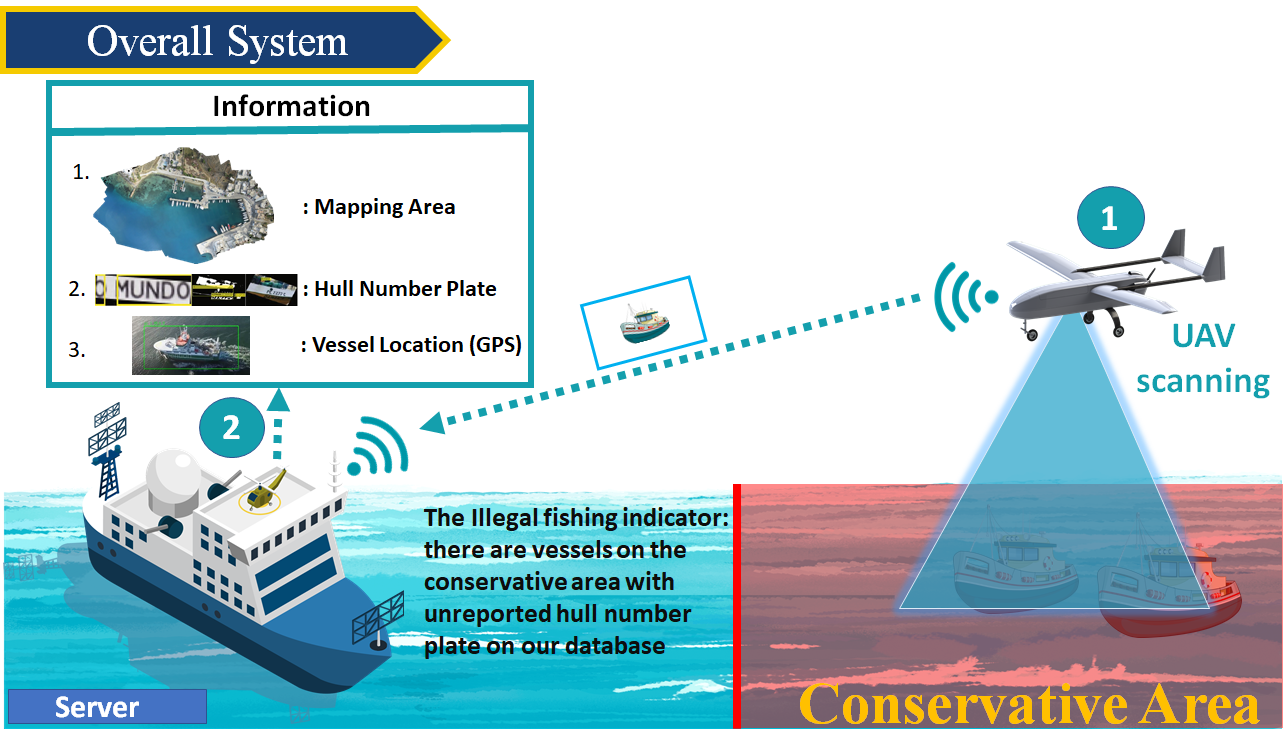 Overall System
Information
1.
: Mapping Area
2.
MUNDO
: Hull Number Plate
3.
: Vessel Location (GPS)
1
UAV
scanning
2
The Illegal fishing indicator:
there are vessels on the
conservative area with
unreported hull number
plate on our database
Server
Conservative Area